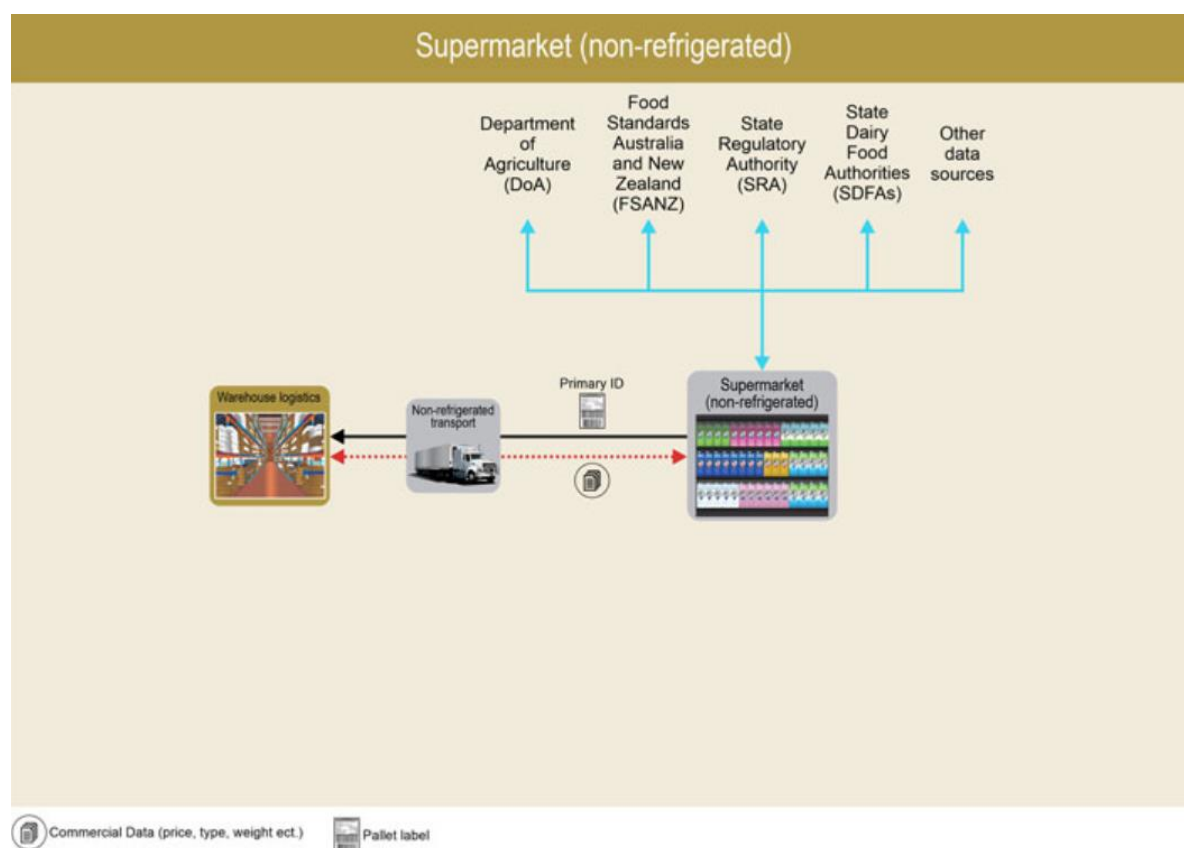 Supermarket (non-refrigerated)
Department
of
Agriculture
(DoA)
Food
Standards
Australia
and New
Zealand
(FSANZ)
State
Regulatory
Authority
(SRA)
State
Dairy
Food
Authorities
(SDFAs)
Other
data
sources
Warehouse logistics
Non-refrigerated
transport
Primary ID
Supermarket
(non-refrigerated)
Commercial Data (price, type, weight ect.)
Pallet label